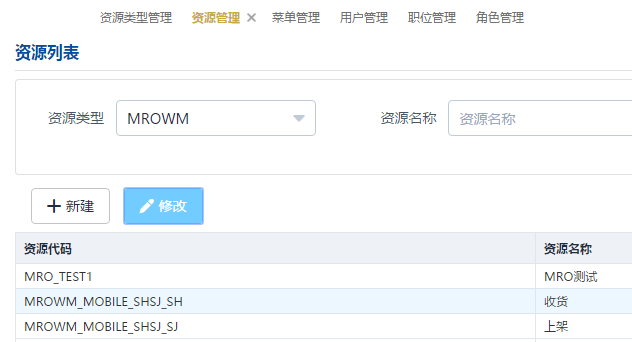 资源类型管理 资源管理 菜单管理 用户管理 职位管理 角色管理
资源列表
资源类型 MROWM 资源名称 资源名称
新建 修改
资源代码 资源名称
MRO_TEST1 MRO测试
MROWM_MOBILE_SHSJ_SH 收货
MROWM_MOBILE_SHSJ_SJ 上架